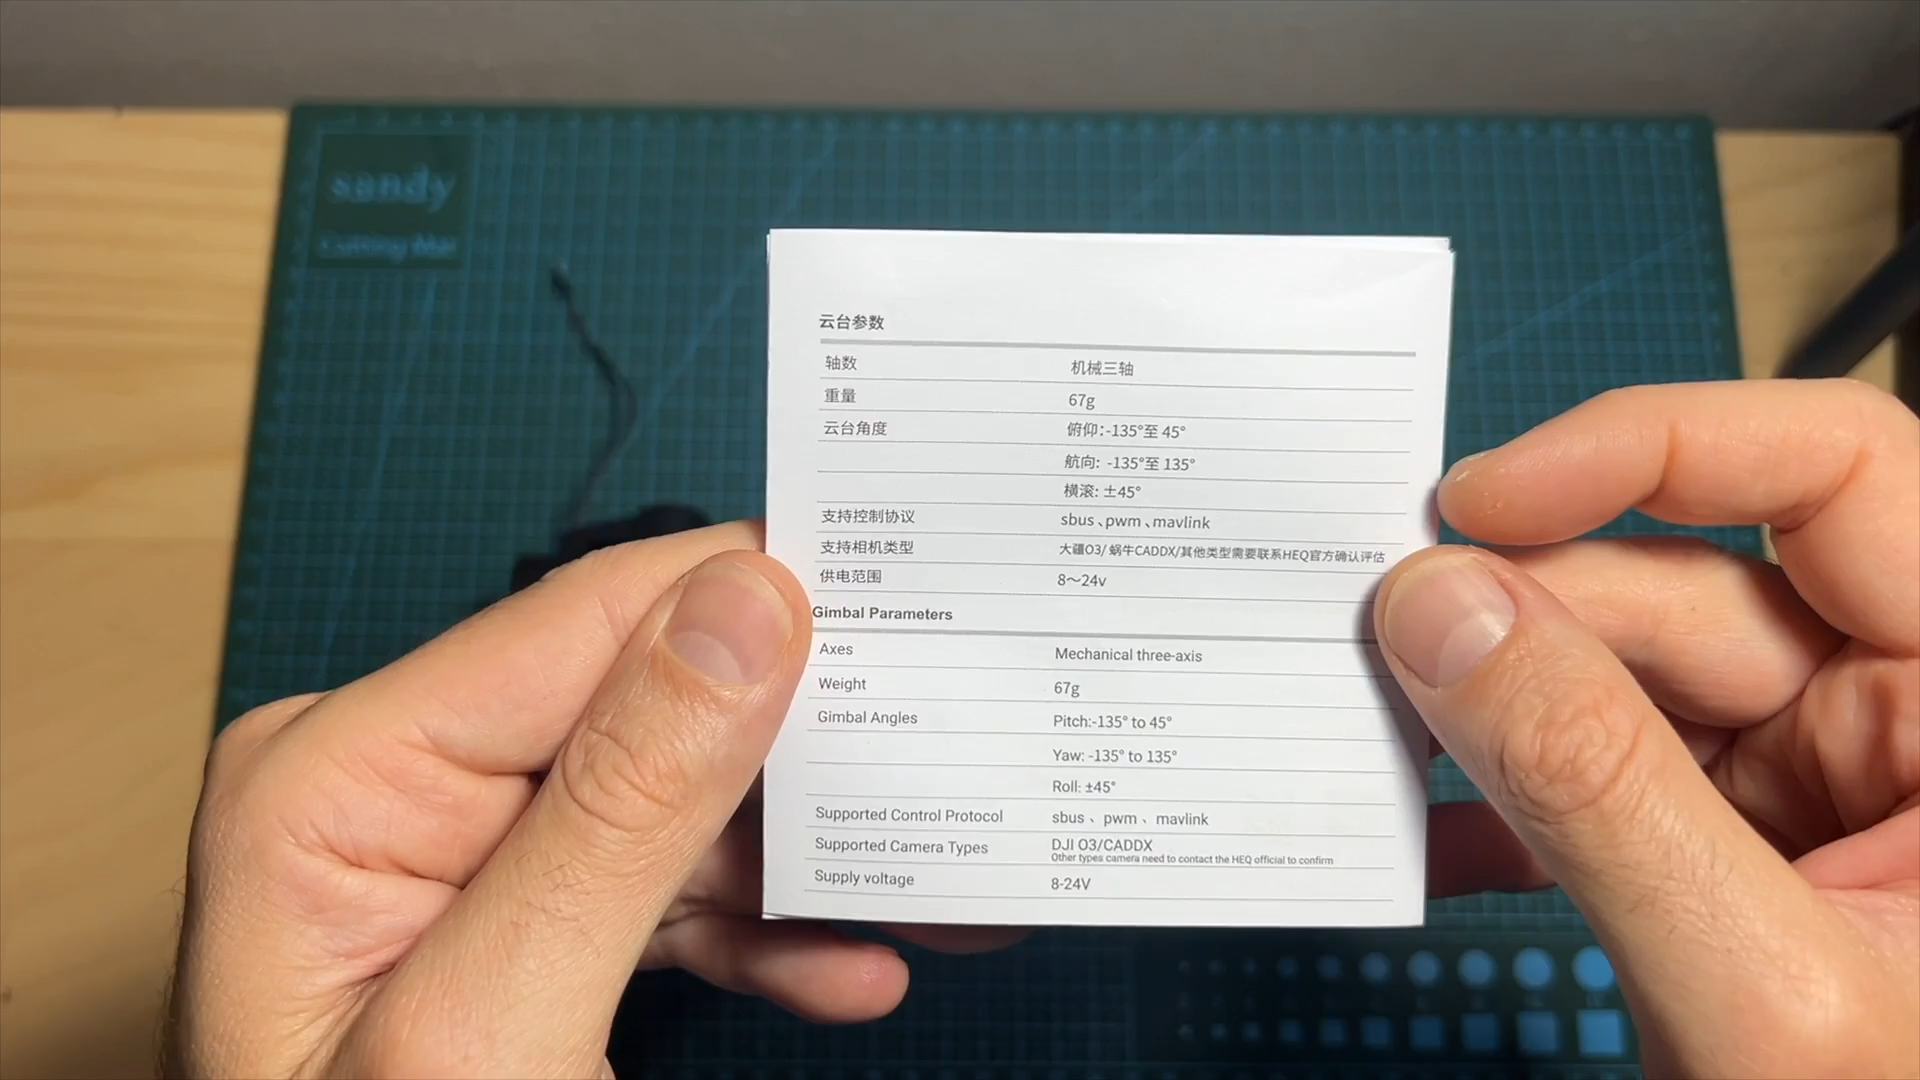 sendy
Cutting Mat
云台参数
轴数 机械三轴
重量 67g
云台角度 俯仰:-135°至 45°
航向: -135°至 135°
横滚: ±45°
支持控制协议 sbus 、pwm 、mavlink
支持相机类型 大疆O3/ 蜗牛CADDX/其他类型需要联系HEQ官方确认评估
供电范围 8～24v
Gimbal Parameters
Axes Mechanical three-axis
Weight 67g
Gimbal Angles Pitch:-135° to 45°
Yaw: -135° to 135°
Roll: ±45°
Supported Control Protocol sbus 、 pwm 、 mavlink
Supported Camera Types DJI O3/CADDX
Other types camera need to contact the HEQ official to confirm
Supply voltage 8-24V